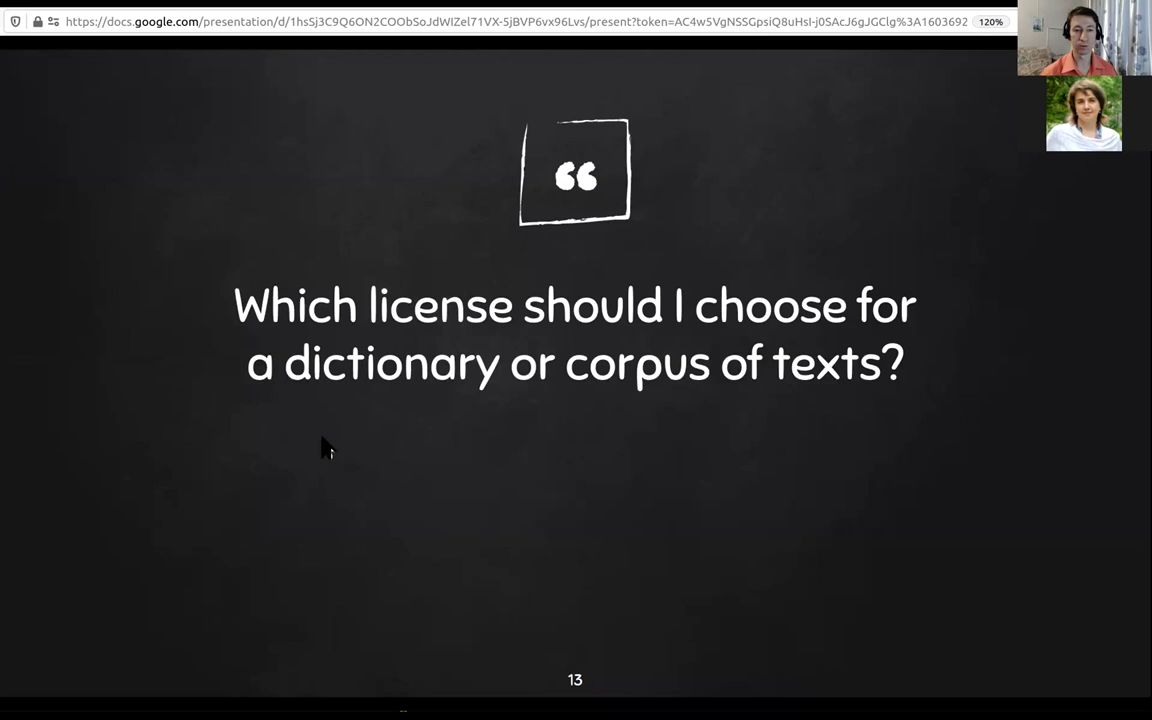 https://docs.google.com/presentation/d/1hsSj3C9Q6ON2COObSoJdWIZel71VX-5jBVP6vx96Lvs/present?token=AC4w5VgNSSGpsiQ8uHsI-j0SAcJ6gJGClg%3A1603692
120%
“
Which license should I choose for
a dictionary or corpus of texts?
13